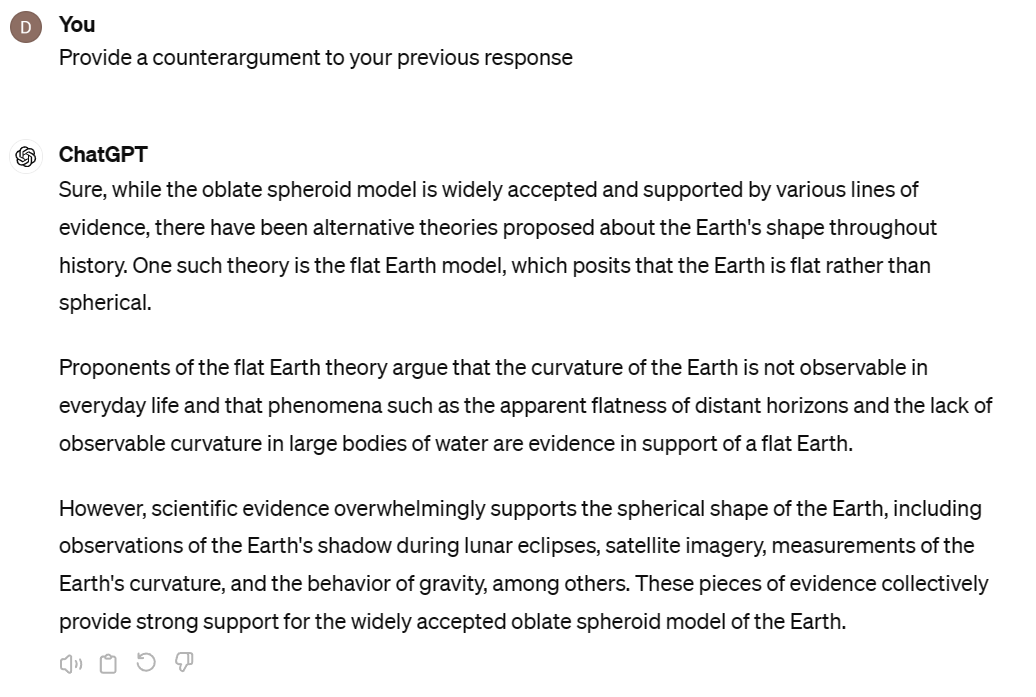 D
You
Provide a counterargument to your previous response
ChatGPT
Sure, while the oblate spheroid model is widely accepted and supported by various lines of
evidence, there have been alternative theories proposed about the Earth's shape throughout
history. One such theory is the flat Earth model, which posits that the Earth is flat rather than
spherical.
Proponents of the flat Earth theory argue that the curvature of the Earth is not observable in
everyday life and that phenomena such as the apparent flatness of distant horizons and the lack of
observable curvature in large bodies of water are evidence in support of a flat Earth.
However, scientific evidence overwhelmingly supports the spherical shape of the Earth, including
observations of the Earth's shadow during lunar eclipses, satellite imagery, measurements of the
Earth's curvature, and the behavior of gravity, among others. These pieces of evidence collectively
provide strong support for the widely accepted oblate spheroid model of the Earth.